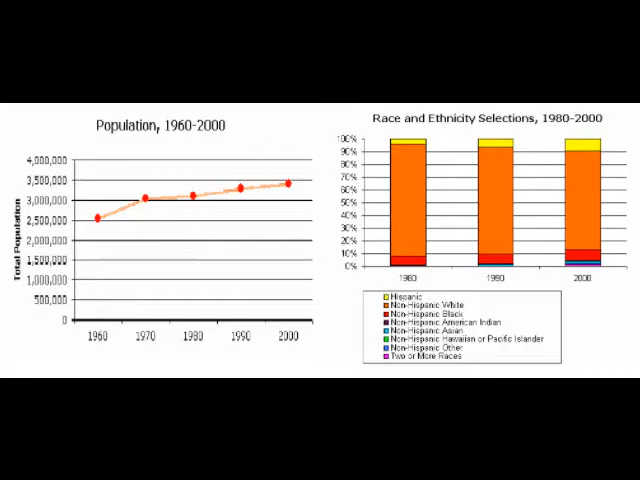 Population, 1960-2000
4,000,000
3,500,000
3,000,000
2,500,000
2,000,000
1,500,000
1,000,000
500,000
0
Total Population
1960 1970 1980 1990 2000
Race and Ethnicity Selections, 1980-2000
100%
90%
80%
70%
60%
50%
40%
30%
20%
10%
0%
1980 1990 2000
Hispanic
Non-Hispanic White
Non-Hispanic Black
Non-Hispanic American Indian
Non-Hispanic Asian
Non-Hispanic Hawaiian or Pacific Islander
Non-Hispanic Other
Two or More Races